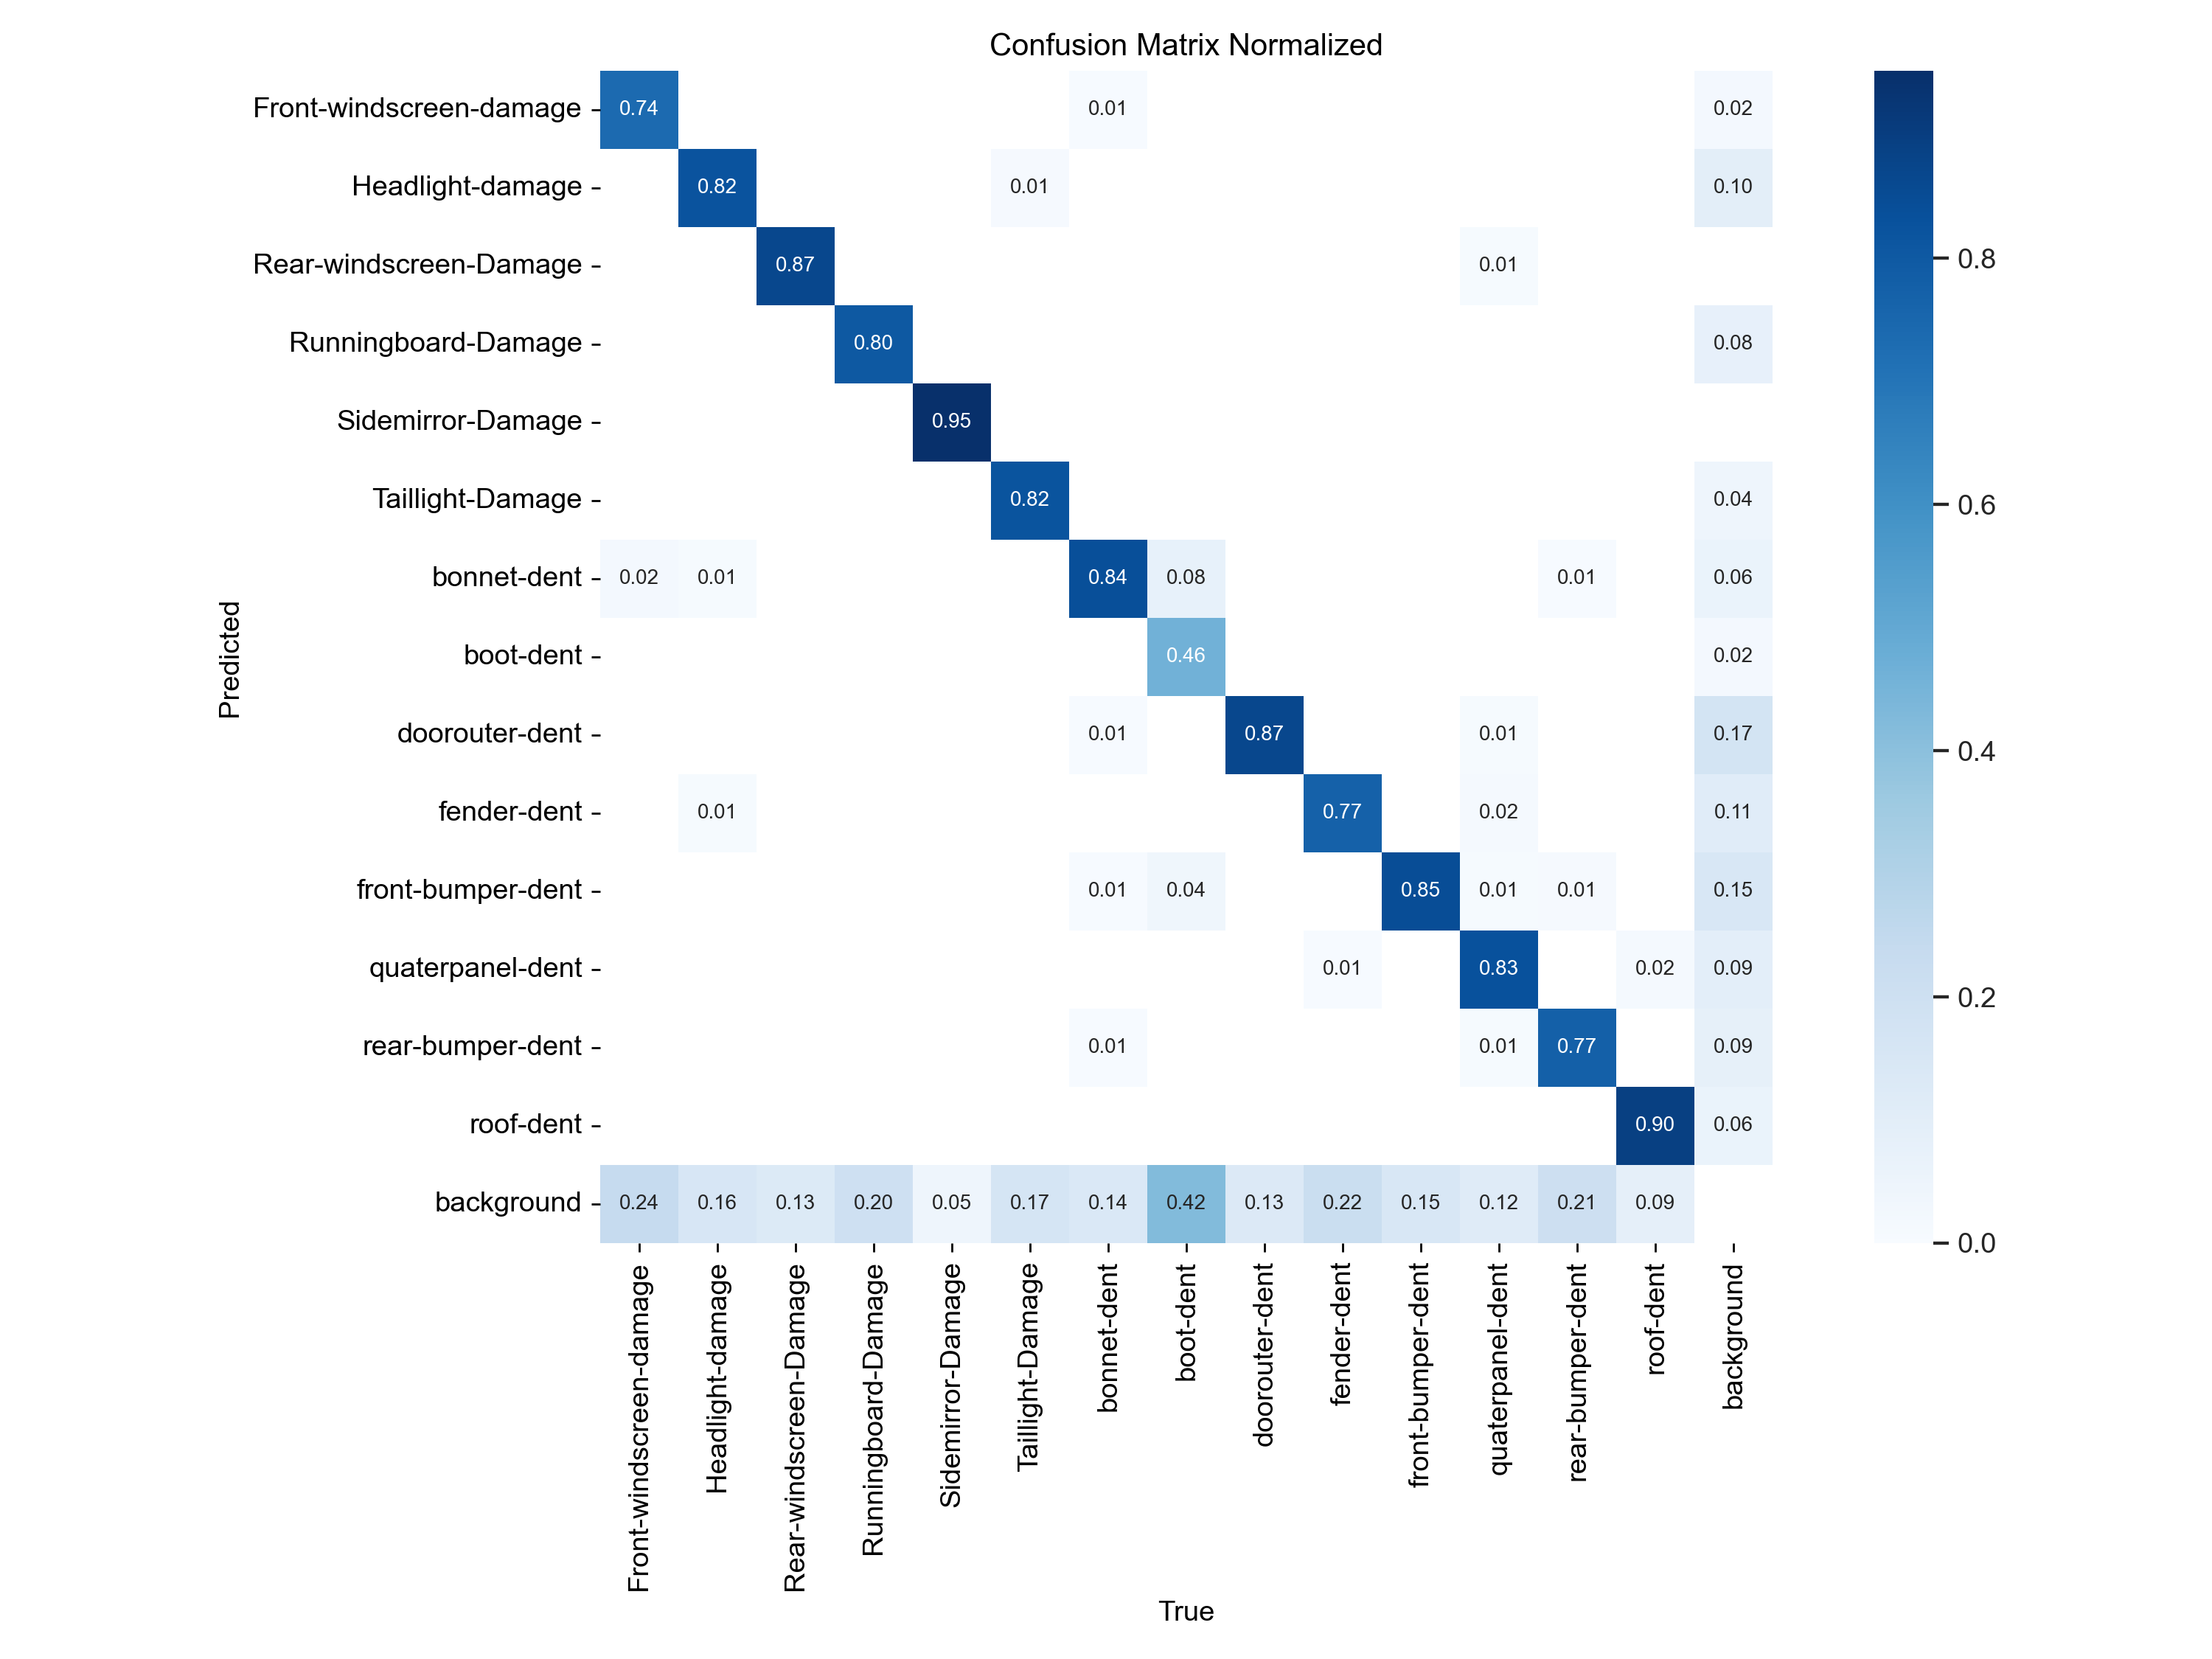 Confusion Matrix Normalized
Front-windscreen-damage 0.74 0.01 0.02
Headlight-damage 0.82 0.01 0.10
Rear-windscreen-Damage 0.87 0.01
0.8
Runningboard-Damage 0.80 0.08
Sidemirror-Damage 0.95
Taillight-Damage 0.82 0.04
0.6
bonnet-dent 0.02 0.01 0.84 0.08 0.01 0.06
Predicted
boot-dent 0.46 0.02
doorouter-dent 0.01 0.87 0.01 0.17
0.4
fender-dent 0.01 0.77 0.02 0.11
front-bumper-dent 0.01 0.04 0.85 0.01 0.01 0.15
quaterpanel-dent 0.01 0.83 0.02 0.09
0.2
rear-bumper-dent 0.01 0.01 0.77 0.09
roof-dent 0.90 0.06
background 0.24 0.16 0.13 0.20 0.05 0.17 0.14 0.42 0.13 0.22 0.15 0.12 0.21 0.09
0.0
Front-windscreen-damage
Headlight-damage
Rear-windscreen-Damage
Runningboard-Damage
Sidemirror-Damage
Taillight-Damage
bonnet-dent
boot-dent
doorouter-dent
fender-dent
front-bumper-dent
quaterpanel-dent
rear-bumper-dent
roof-dent
background
True